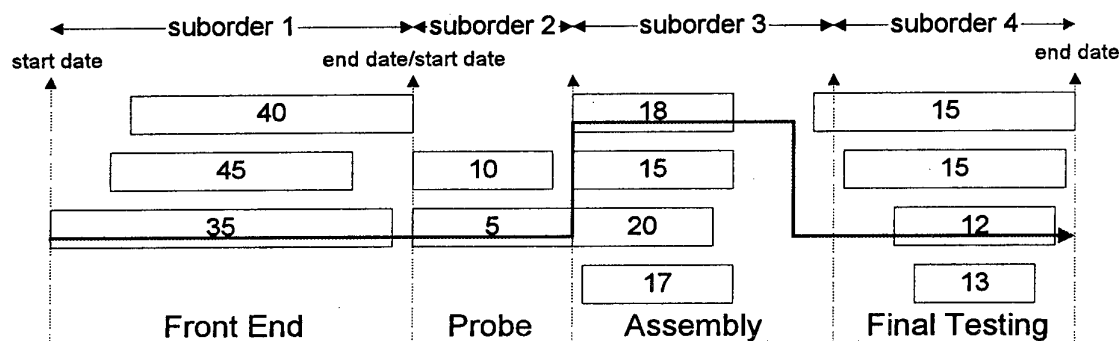 suborder 1 suborder 2 suborder 3 suborder 4
start date end date/start date end date
40 18 15
45 10 15 15
35 5 20 12
17 13
Front End Probe Assembly Final Testing